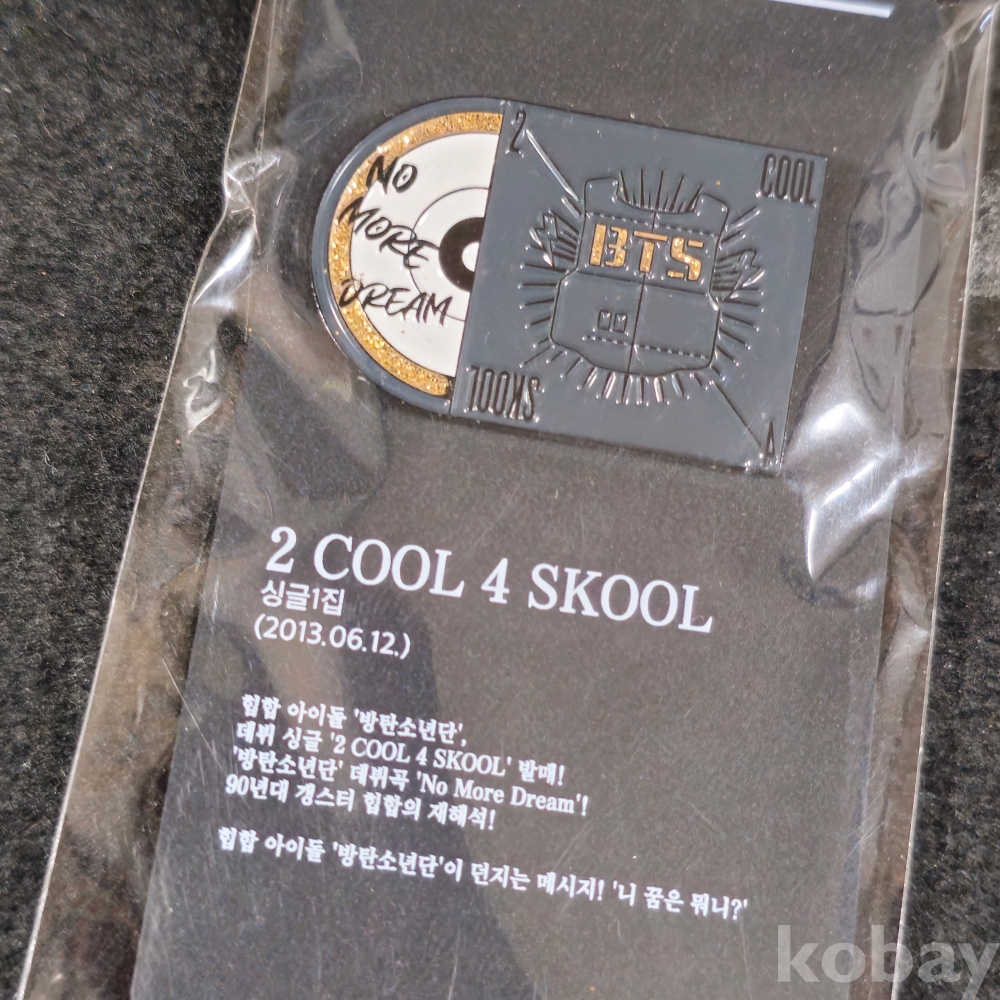 NO
MORE
DREAM
2
COOL
BTS
SKOOL
4
2 COOL 4 SKOOL
싱글1집
(2013.06.12.)
힙합 아이돌 '방탄소년단',
데뷔 싱글 '2 COOL 4 SKOOL' 발매!
'방탄소년단' 데뷔곡 'No More Dream'!
90년대 갱스터 힙합의 재해석!
힙합 아이돌 '방탄소년단'이 던지는 메시지! '니 꿈은 뭐니?'
kobay